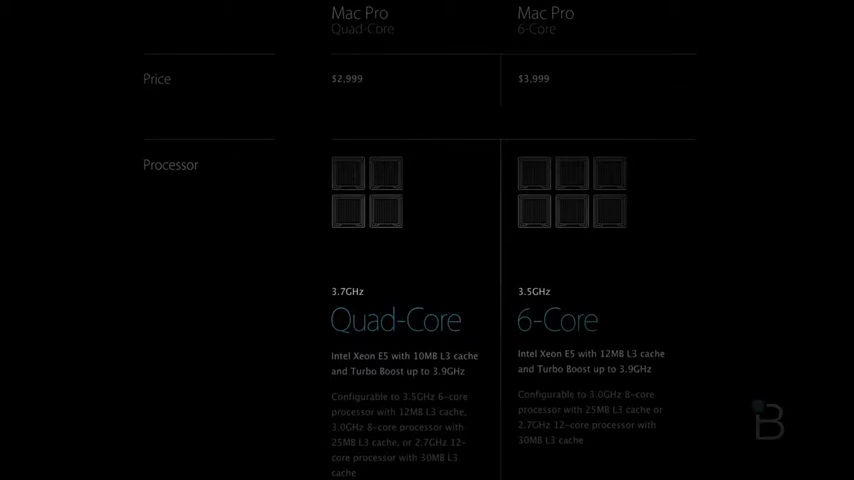 Mac Pro
Quad-Core
Mac Pro
6-Core
Price
$2,999
$3,999
Processor
3.7GHz
Quad-Core
Intel Xeon E5 with 10MB L3 cache
and Turbo Boost up to 3.9GHz
Configurable to 3.5GHz 6-core
processor with 12MB L3 cache,
3.0GHz 8-core processor with
25MB L3 cache, or 2.7GHz 12-
core processor with 30MB L3
cache
3.5GHz
6-Core
Intel Xeon E5 with 12MB L3 cache
and Turbo Boost up to 3.9GHz
Configurable to 3.0GHz 8-core
processor with 25MB L3 cache or
2.7GHz 12-core processor with
30MB L3 cache
B